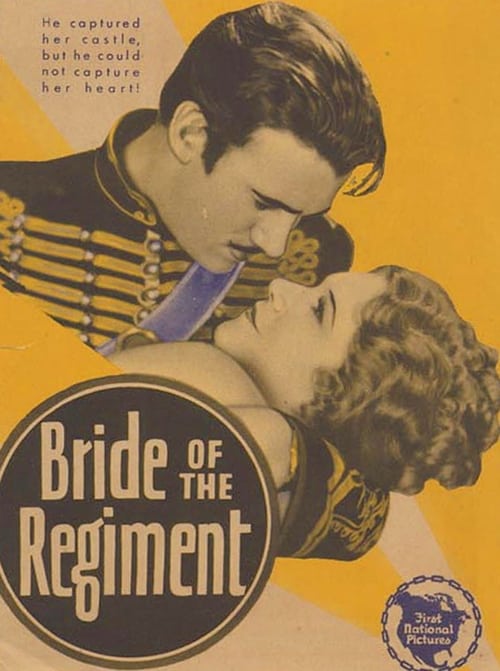 He captured
her castle,
but he could
not capture
her heart!
Bride OF THE
Regiment
First
National
Pictures